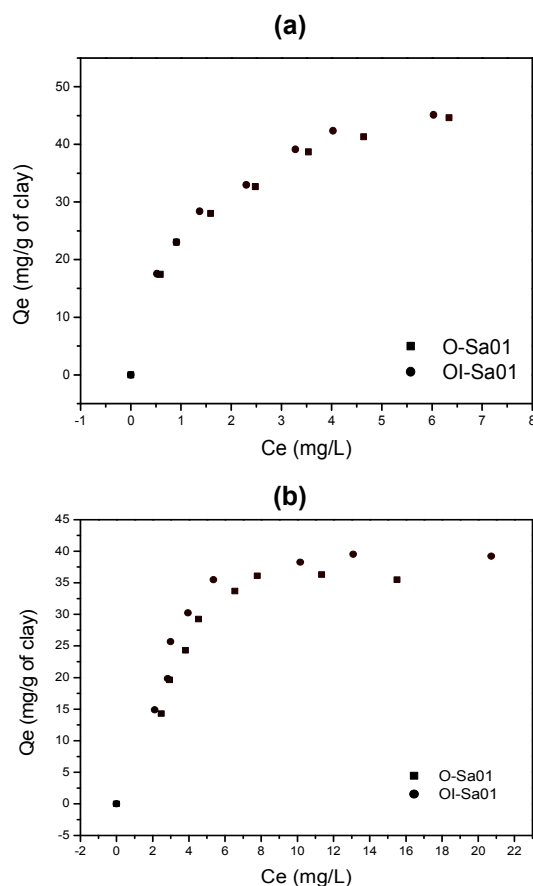 (a)
50
40
30
20
10
0
Qe (mg/g of clay)
O-Sa01
OI-Sa01
-1 0 1 2 3 4 5 6 7 8
Ce (mg/L)
(b)
45
40
35
30
25
20
15
10
5
0
-5
Qe (mg/g of clay)
O-Sa01
OI-Sa01
-2 0 2 4 6 8 10 12 14 16 18 20 22
Ce (mg/L)